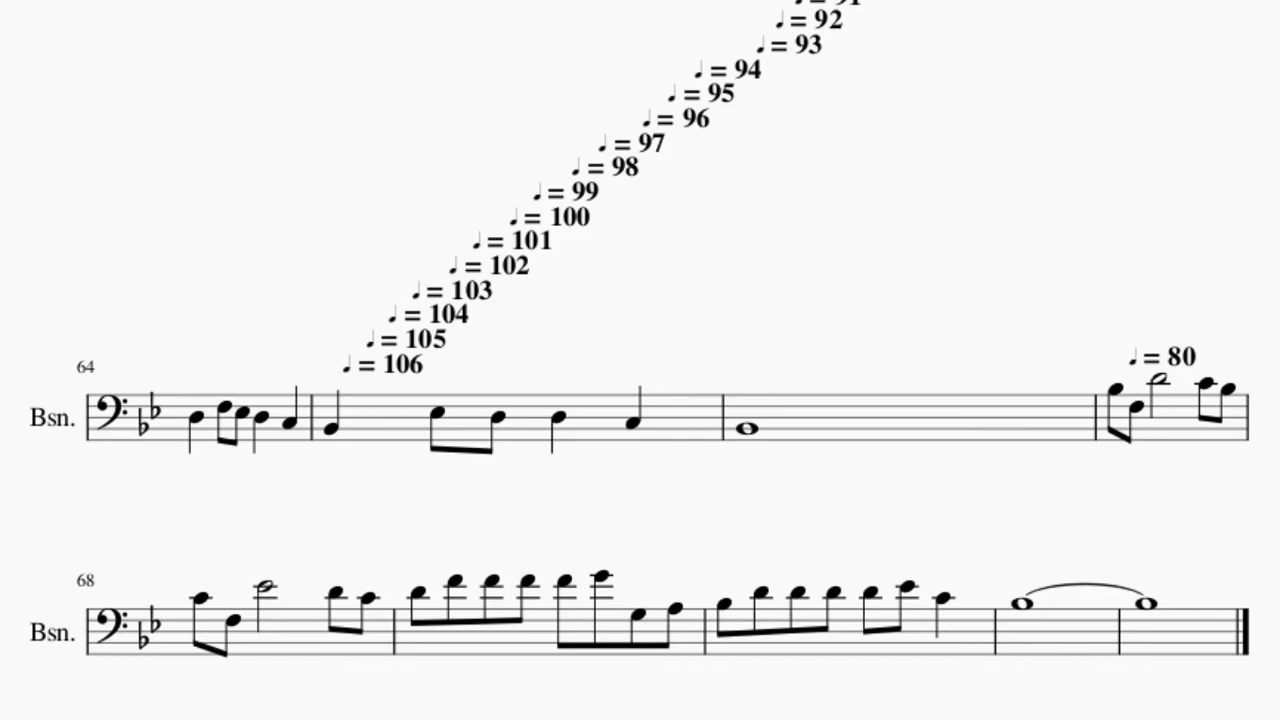 ♩ = 92
♩ = 93
♩ = 94
♩ = 95
♩ = 96
♩ = 97
♩ = 98
♩ = 99
♩ = 100
♩ = 101
♩ = 102
♩ = 103
♩ = 104
♩ = 105
♩ = 106
♩ = 80
64
Bsn.
68
Bsn.